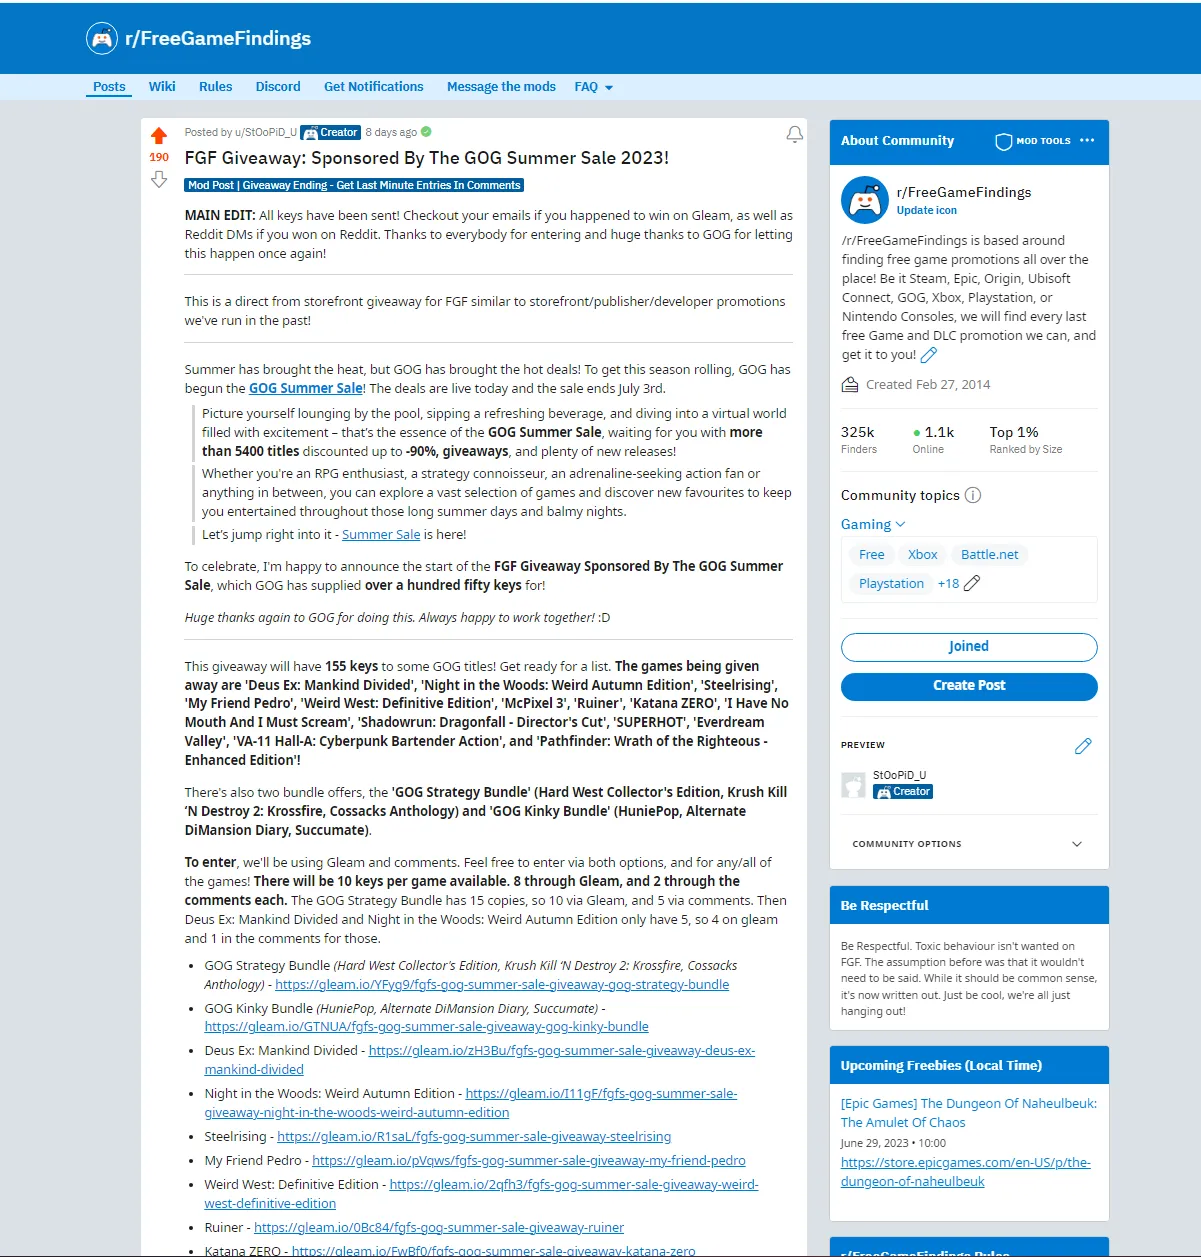 r/FreeGameFindings
Posts Wiki Rules Discord Get Notifications Message the mods FAQ
Posted by u/StOoPiD_U Creator 8 days ago
190
FGF Giveaway: Sponsored By The GOG Summer Sale 2023!
Mod Post | Giveaway Ending - Get Last Minute Entries In Comments
MAIN EDIT: All keys have been sent! Checkout your emails if you happened to win on Gleam, as well as
Reddit DMs if you won on Reddit. Thanks to everybody for entering and huge thanks to GOG for letting
this happen once again!
This is a direct from storefront giveaway for FGF similar to storefront/publisher/developer promotions
we've run in the past!
Summer has brought the heat, but GOG has brought the hot deals! To get this season rolling, GOG has
begun the GOG Summer Sale! The deals are live today and the sale ends July 3rd.
Picture yourself lounging by the pool, sipping a refreshing beverage, and diving into a virtual world
filled with excitement – that's the essence of the GOG Summer Sale, waiting for you with more
than 5400 titles discounted up to -90%, giveaways, and plenty of new releases!
Whether you're an RPG enthusiast, a strategy connoisseur, an adrenaline-seeking action fan or
anything in between, you can explore a vast selection of games and discover new favourites to keep
you entertained throughout those long summer days and balmy nights.
Let's jump right into it - Summer Sale is here!
To celebrate, I'm happy to announce the start of the FGF Giveaway Sponsored By The GOG Summer
Sale, which GOG has supplied over a hundred fifty keys for!
Huge thanks again to GOG for doing this. Always happy to work together! :D
This giveaway will have 155 keys to some GOG titles! Get ready for a list. The games being given
away are 'Deus Ex: Mankind Divided', 'Night in the Woods: Weird Autumn Edition', 'Steelrising',
'My Friend Pedro', 'Weird West: Definitive Edition', 'McPixel 3', 'Ruiner', 'Katana ZERO', 'I Have No
Mouth And I Must Scream', 'Shadowrun: Dragonfall - Director's Cut', 'SUPERHOT', 'Everdream
Valley', 'VA-11 Hall-A: Cyberpunk Bartender Action', and 'Pathfinder: Wrath of the Righteous -
Enhanced Edition'!
There's also two bundle offers, the 'GOG Strategy Bundle' (Hard West Collector's Edition, Krush Kill
‘N Destroy 2: Krossfire, Cossacks Anthology) and 'GOG Kinky Bundle' (HuniePop, Alternate
DiMansion Diary, Succumate).
To enter, we'll be using Gleam and comments. Feel free to enter via both options, and for any/all of
the games! There will be 10 keys per game available. 8 through Gleam, and 2 through the
comments each. The GOG Strategy Bundle has 15 copies, so 10 via Gleam, and 5 via comments. Then
Deus Ex: Mankind Divided and Night in the Woods: Weird Autumn Edition only have 5, so 4 on gleam
and 1 in the comments for those.
• GOG Strategy Bundle (Hard West Collector's Edition, Krush Kill ‘N Destroy 2: Krossfire, Cossacks
Anthology) - https://gleam.io/YFyg9/fgfs-gog-summer-sale-giveaway-gog-strategy-bundle
• GOG Kinky Bundle (HuniePop, Alternate DiMansion Diary, Succumate) -
https://gleam.io/GTNUA/fgfs-gog-summer-sale-giveaway-gog-kinky-bundle
• Deus Ex: Mankind Divided - https://gleam.io/zH3Bu/fgfs-gog-summer-sale-giveaway-deus-ex-
mankind-divided
• Night in the Woods: Weird Autumn Edition - https://gleam.io/I11gF/fgfs-gog-summer-sale-
giveaway-night-in-the-woods-weird-autumn-edition
• Steelrising - https://gleam.io/R1saL/fgfs-gog-summer-sale-giveaway-steelrising
• My Friend Pedro - https://gleam.io/pVqws/fgfs-gog-summer-sale-giveaway-my-friend-pedro
• Weird West: Definitive Edition - https://gleam.io/2qfh3/fgfs-gog-summer-sale-giveaway-weird-
west-definitive-edition
• Ruiner - https://gleam.io/0Bc84/fgfs-gog-summer-sale-giveaway-ruiner
• Katana ZERO - https://gleam.io/FwBf0/fgfs-gog-summer-sale-giveaway-katana-zero
About Community MOD TOOLS
r/FreeGameFindings
Update icon
/r/FreeGameFindings is based around
finding free game promotions all over the
place! Be it Steam, Epic, Origin, Ubisoft
Connect, GOG, Xbox, Playstation, or
Nintendo Consoles, we will find every last
free Game and DLC promotion we can, and
get it to you!
Created Feb 27, 2014
325k 1.1k Top 1%
Finders Online Ranked by Size
Community topics
Gaming
Free Xbox Battle.net
Playstation +18
Joined
Create Post
PREVIEW
StOoPiD_U
Creator
COMMUNITY OPTIONS
Be Respectful
Be Respectful. Toxic behaviour isn't wanted on
FGF. The assumption before was that it wouldn't
need to be said. While it should be common sense,
it's now written out. Just be cool, we're all just
hanging out!
Upcoming Freebies (Local Time)
[Epic Games] The Dungeon Of Naheulbeuk:
The Amulet Of Chaos
June 29, 2023 • 10:00
https://store.epicgames.com/en-US/p/the-
dungeon-of-naheulbeuk
r/FreeGameFindings Rules